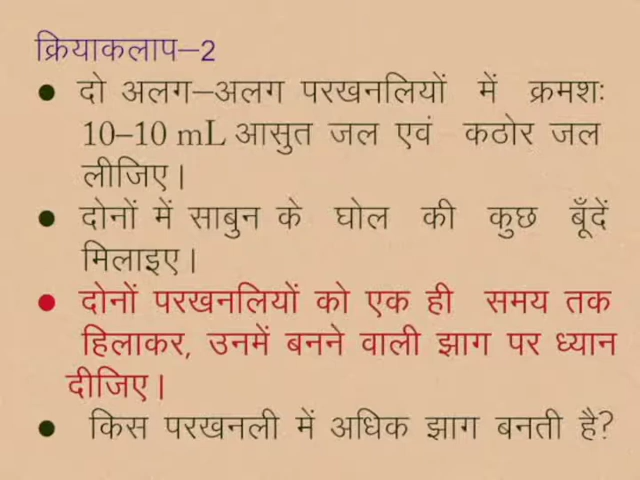 क्रियाकलाप–2
● दो अलग–अलग परखनलियों में क्रमशः
10–10 mL आसुत जल एवं कठोर जल
लीजिए।
● दोनों में साबुन के घोल की कुछ बूँदें
मिलाइए।
● दोनों परखनलियों को एक ही समय तक
हिलाकर, उनमें बनने वाली झाग पर ध्यान
दीजिए।
● किस परखनली में अधिक झाग बनती है?